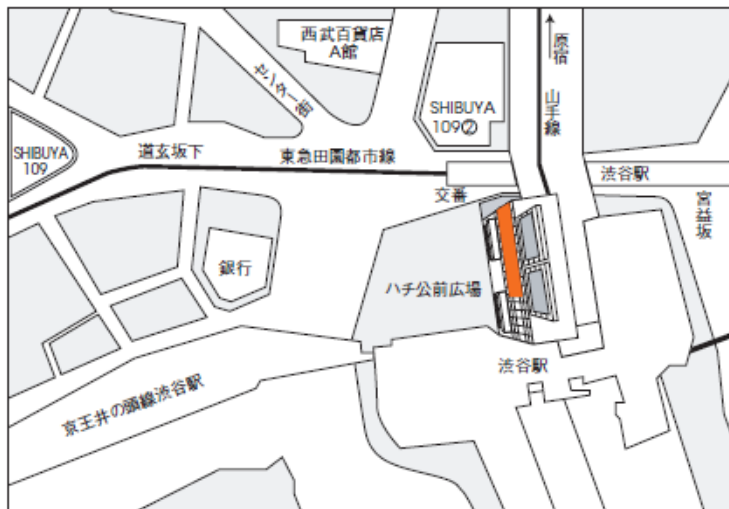 西武百貨店
A館
センター街
原宿
山手線
SHIBUYA
109②
SHIBUYA
109
道玄坂下
東急田園都市線
渋谷駅
交番
宮益坂
銀行
ハチ公前広場
渋谷駅
京王井の頭線渋谷駅